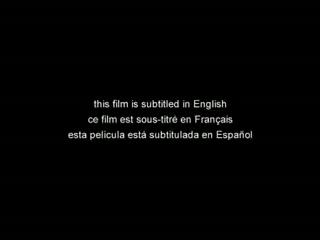 this film is subtitled in English
ce film est sous-titré en Français
esta pelicula está subtitulada en Español